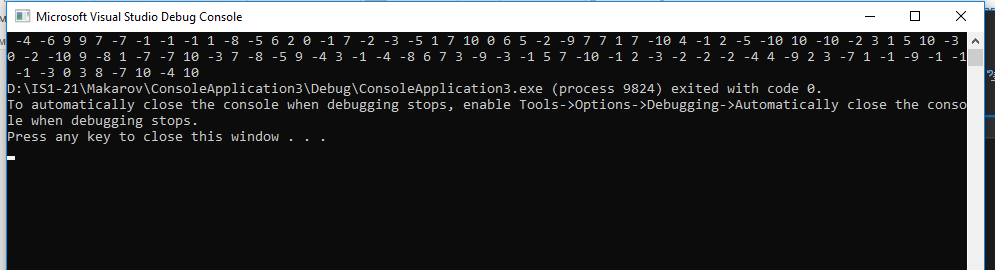 Microsoft Visual Studio Debug Console
-4 -6 9 9 7 -7 -1 -1 -1 1 -8 -5 6 2 0 -1 7 -2 -3 -5 1 7 10 0 6 5 -2 -9 7 7 1 7 -10 4 -1 2 -5 -10 10 -10 -2 3 1 5 10 -3
0 -2 -10 9 -8 1 -7 -7 10 -3 7 -8 -5 9 -4 3 -1 -4 -8 6 7 3 -9 -3 -1 5 7 -10 -1 2 -3 -2 -2 -2 -4 4 -9 2 3 -7 1 -1 -9 -1 -1
-1 -3 0 3 8 -7 10 -4 10
D:\IS1-21\Makarov\ConsoleApplication3\Debug\ConsoleApplication3.exe (process 9824) exited with code 0.
To automatically close the console when debugging stops, enable Tools->Options->Debugging->Automatically close the conso
le when debugging stops.
Press any key to close this window . . .